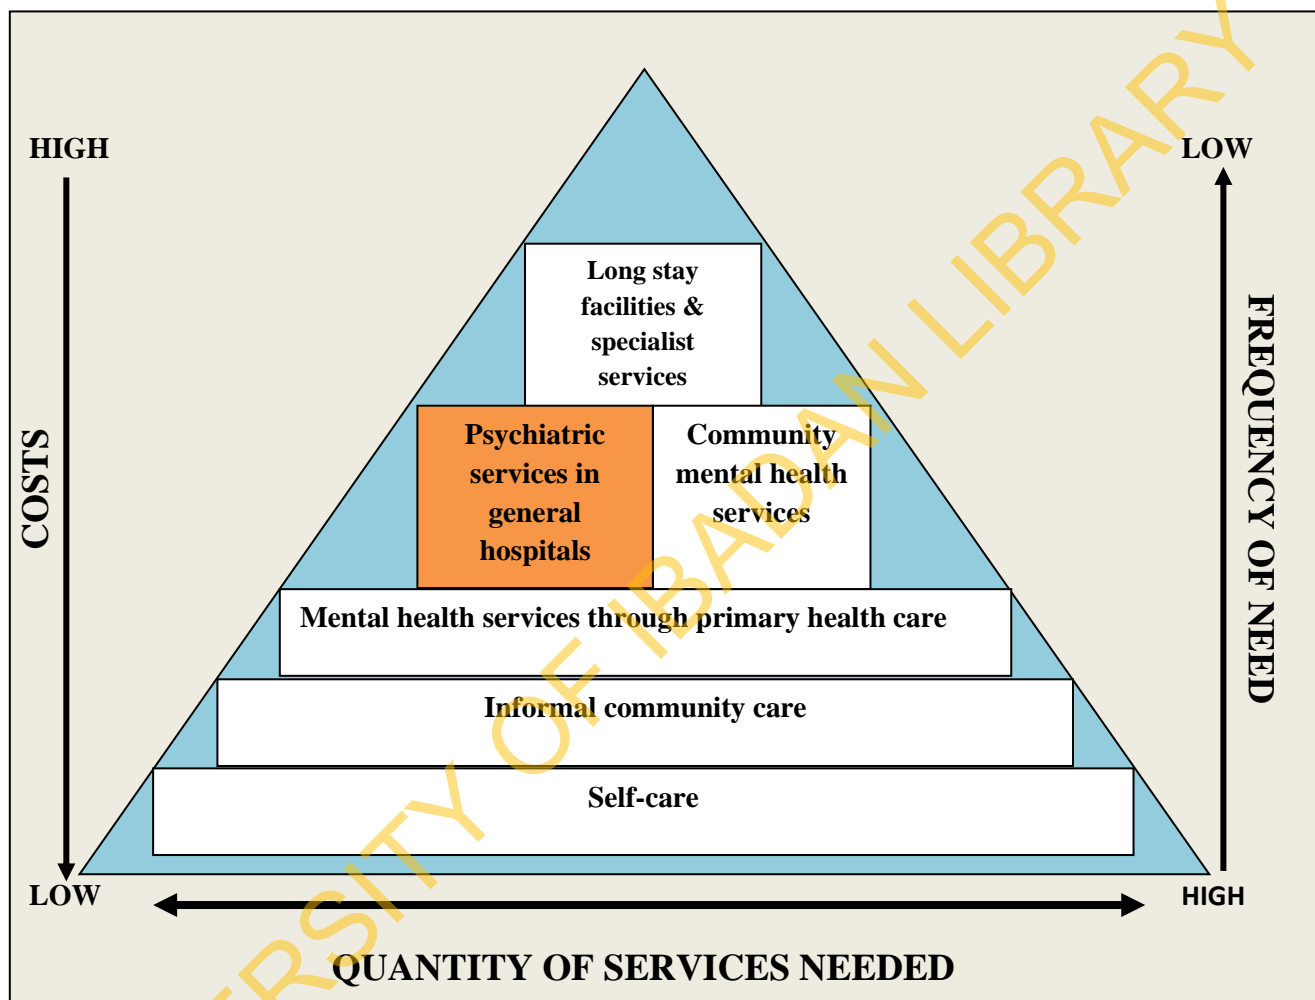 HIGH
LOW
Long stay
facilities &
specialist
services
Psychiatric
services in
general
hospitals
Community
mental health
services
COSTS
FREQUENCY OF NEED
Mental health services through primary health care
Informal community care
Self-care
LOW
HIGH
QUANTITY OF SERVICES NEEDED
UNIVERSITY OF IBADAN LIBRARY